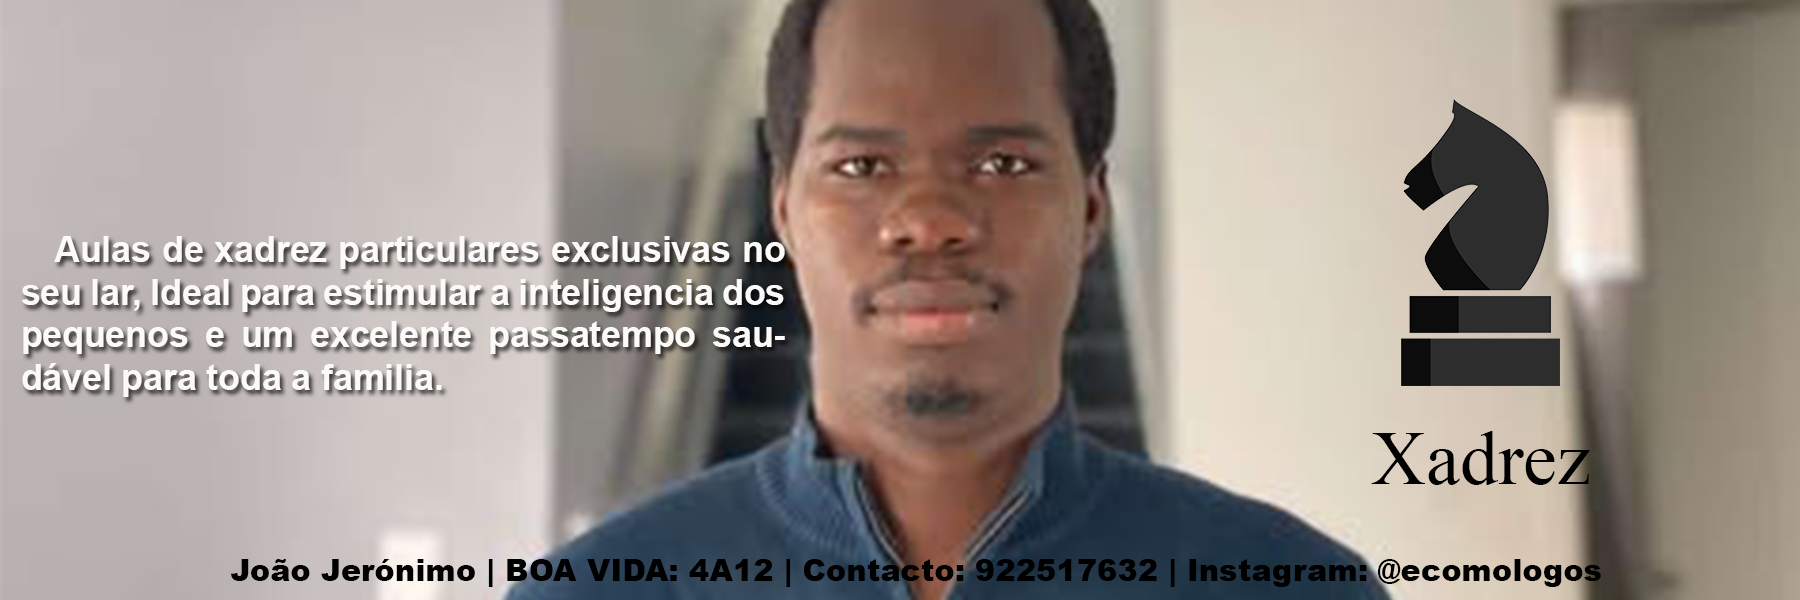 Aulas de xadrez particulares exclusivas no
seu lar, Ideal para estimular a inteligencia dos
pequenos e um excelente passatempo sau-
dável para toda a familia.
Xadrez
João Jerónimo | BOA VIDA: 4A12 | Contacto: 922517632 | Instagram: @ecomologos